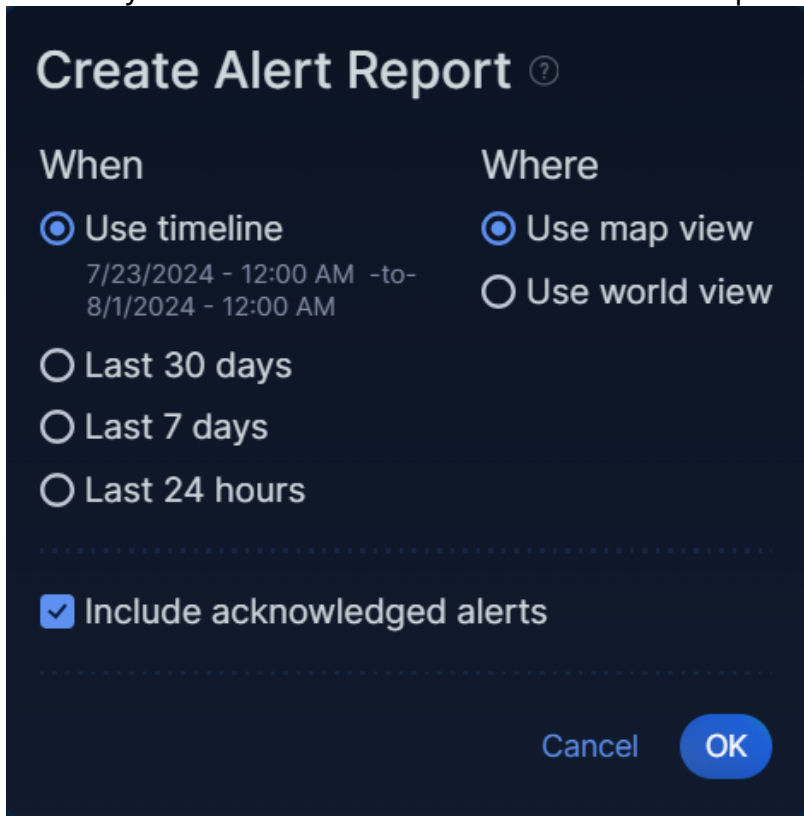 Create Alert Report ?
When
Use timeline
7/23/2024 - 12:00 AM -to-
8/1/2024 - 12:00 AM
Last 30 days
Last 7 days
Last 24 hours
Where
Use map view
Use world view
Include acknowledged alerts
Cancel
OK